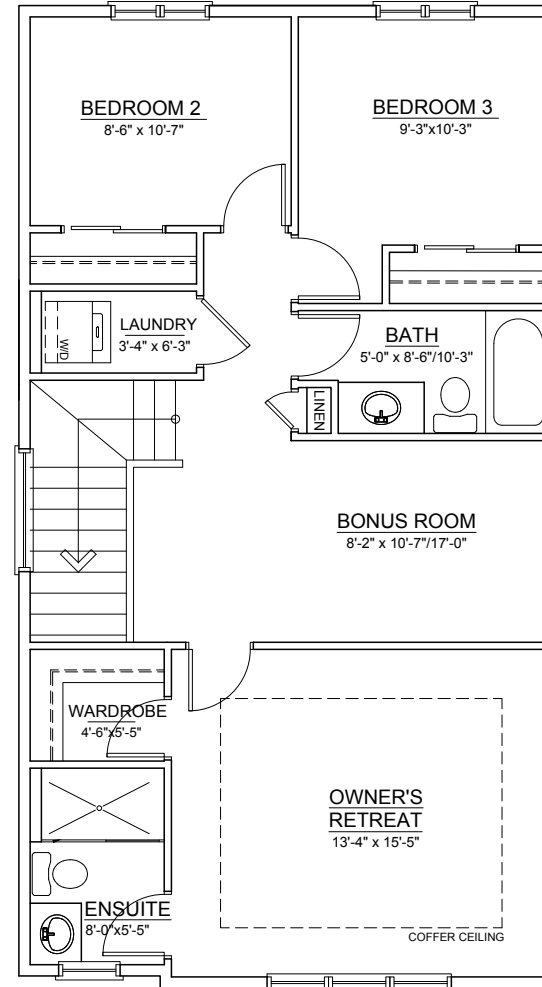 BEDROOM 2
8'-6" x 10'-7"
BEDROOM 3
9'-3"x10'-3"
LAUNDRY
3'-4" x 6'-3"
W/D
BATH
5'-0" x 8'-6"/10'-3"
LINEN
BONUS ROOM
8'-2" x 10'-7"/17'-0"
WARDROBE
4'-6"x5'-5"
OWNER'S
RETREAT
13'-4" x 15'-5"
ENSUITE
8'-0"x5'-5"
COFFER CEILING